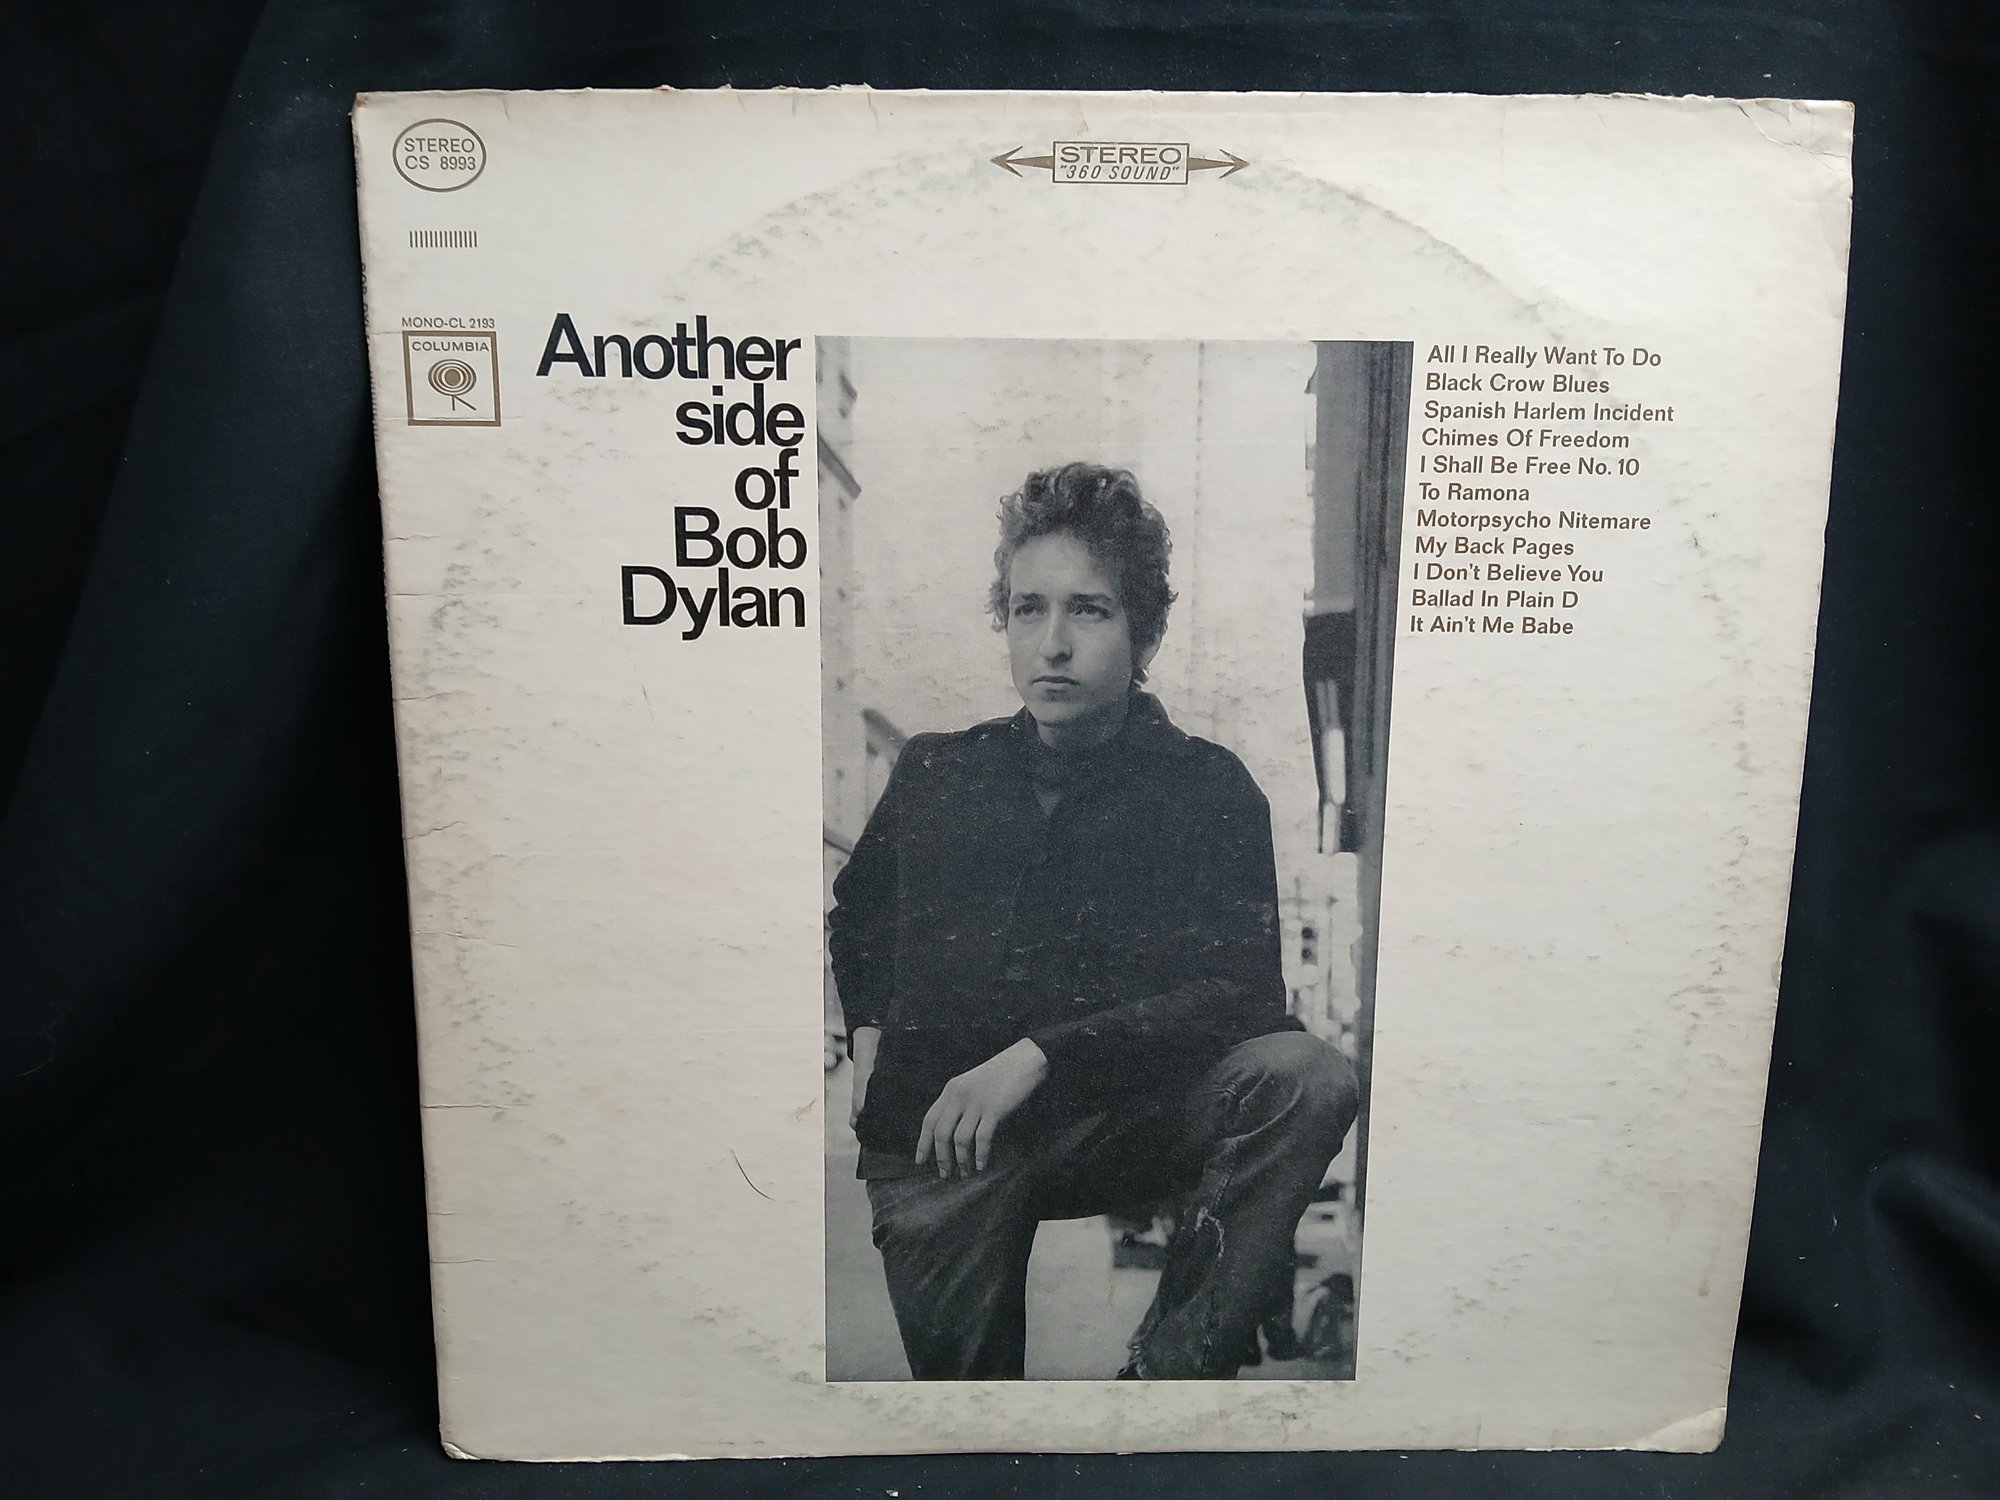 STEREO
CS 8993
STEREO
"360 SOUND"
MONO-CL 2193
COLUMBIA
Another
side
of
Bob
Dylan
All I Really Want To Do
Black Crow Blues
Spanish Harlem Incident
Chimes Of Freedom
I Shall Be Free No. 10
To Ramona
Motorpsycho Nitemare
My Back Pages
I Don't Believe You
Ballad In Plain D
It Ain't Me Babe